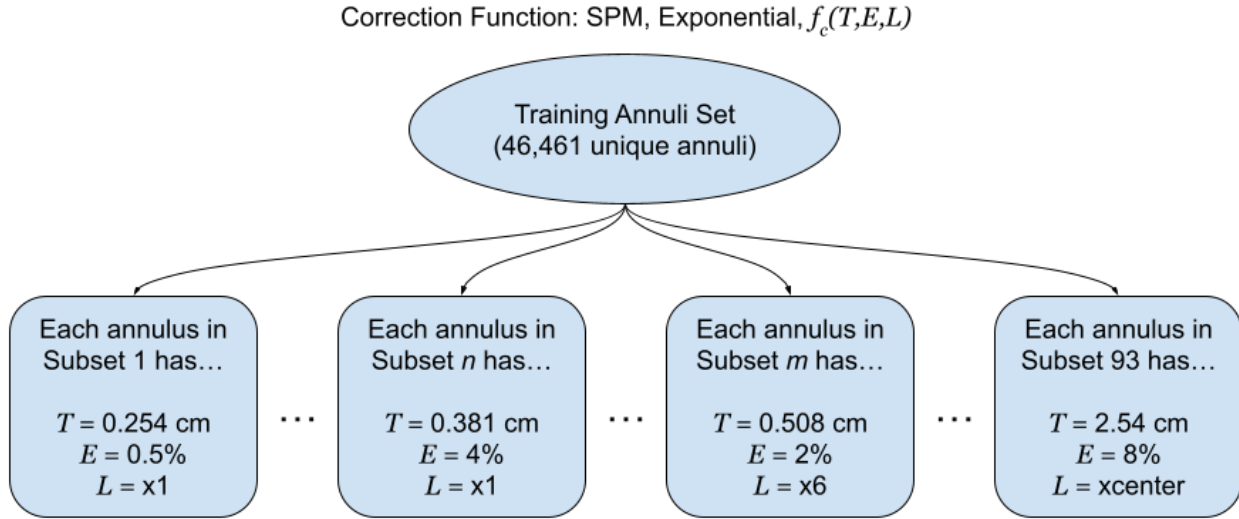 Correction Function: SPM, Exponential, f_c(T,E,L)
Training Annuli Set
(46,461 unique annuli)
Each annulus in
Subset 1 has…
T = 0.254 cm
E = 0.5%
L = x1
...
Each annulus in
Subset n has…
T = 0.381 cm
E = 4%
L = x1
...
Each annulus in
Subset m has…
T = 0.508 cm
E = 2%
L = x6
...
Each annulus in
Subset 93 has…
T = 2.54 cm
E = 8%
L = xcenter